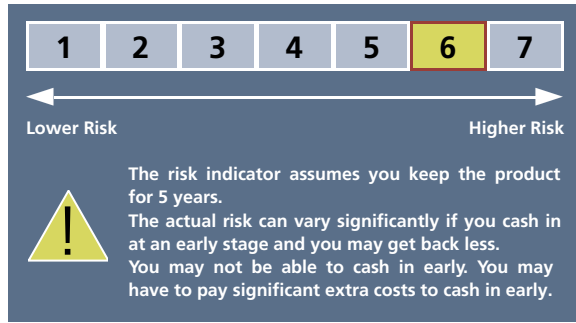 1 2 3 4 5 6 7
Lower Risk Higher Risk
The risk indicator assumes you keep the product
for 5 years.
The actual risk can vary significantly if you cash in
at an early stage and you may get back less.
You may not be able to cash in early. You may
have to pay significant extra costs to cash in early.
!